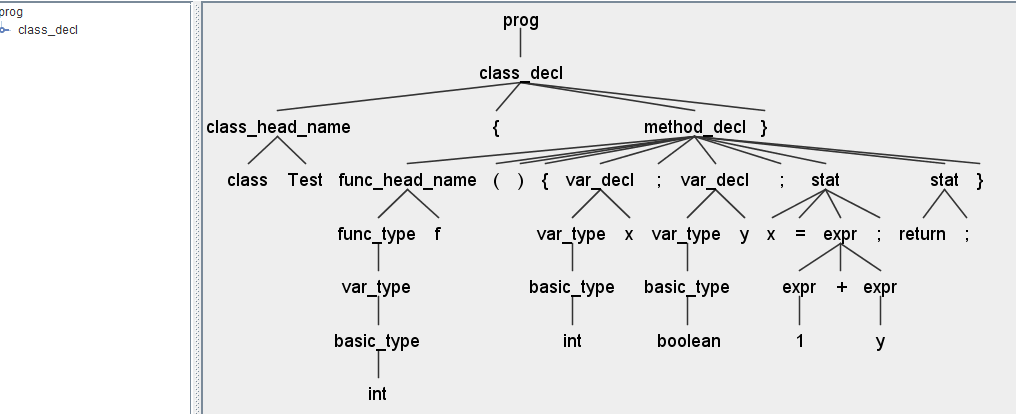 prog
class_decl
prog
class_decl
class_head_name { method_decl }
class Test func_head_name ( ) { var_decl ; var_decl ; stat stat }
func_type f var_type x var_type y x = expr ; return ;
var_type basic_type basic_type expr + expr
basic_type int boolean 1 y
int